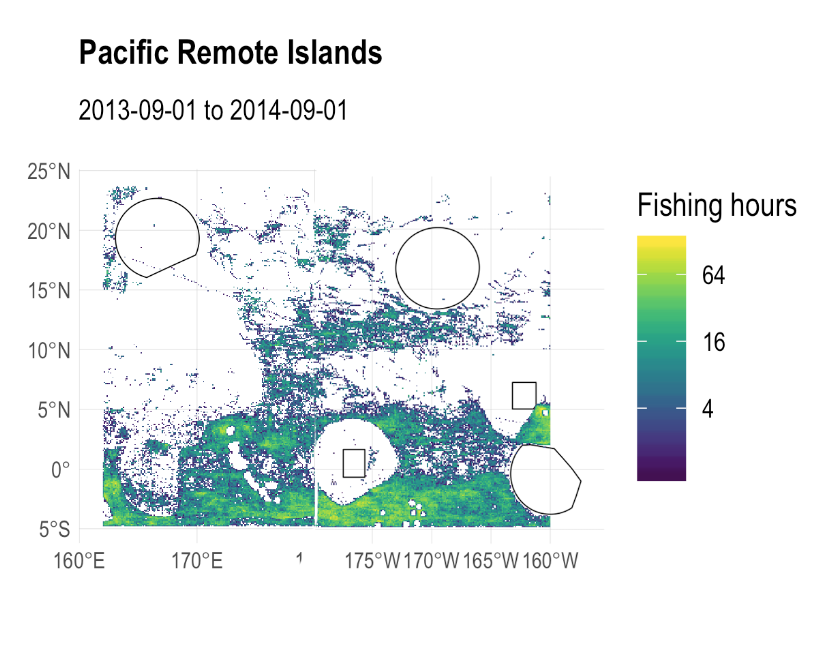 Pacific Remote Islands
2013-09-01 to 2014-09-01
Fishing hours
25°N
20°N
15°N
10°N
5°N
0°
5°S
64
16
4
160°E 170°E 175°W 170°W 165°W 160°W